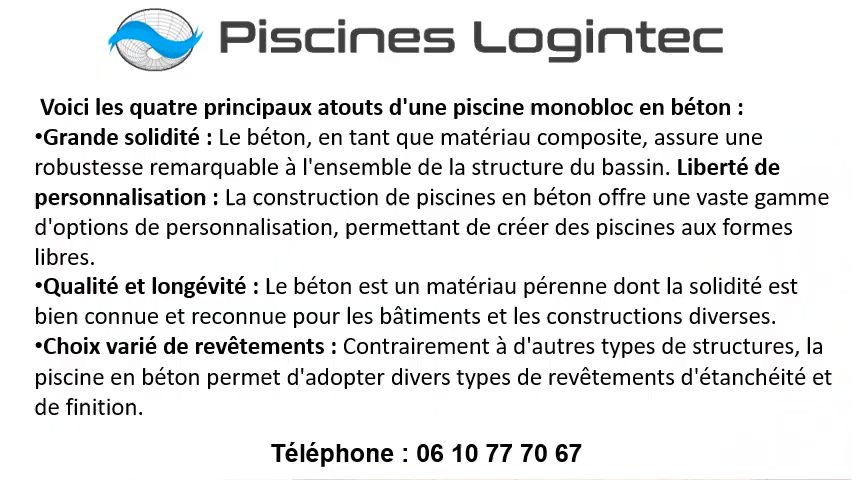 Piscines Logintec
Voici les quatre principaux atouts d'une piscine monobloc en béton :
•Grande solidité : Le béton, en tant que matériau composite, assure une
robustesse remarquable à l'ensemble de la structure du bassin. Liberté de
personnalisation : La construction de piscines en béton offre une vaste gamme
d'options de personnalisation, permettant de créer des piscines aux formes
libres.
•Qualité et longévité : Le béton est un matériau pérenne dont la solidité est
bien connue et reconnue pour les bâtiments et les constructions diverses.
•Choix varié de revêtements : Contrairement à d'autres types de structures, la
piscine en béton permet d'adopter divers types de revêtements d'étanchéité et
de finition.
Téléphone : 06 10 77 70 67